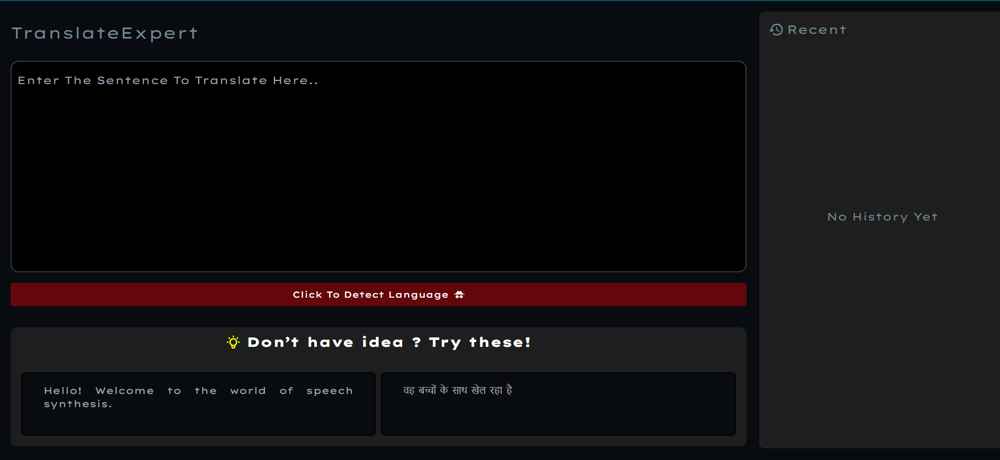 TranslateExpert
Enter The Sentence To Translate Here..
Click To Detect Language
Don’t have idea ? Try these!
Hello! Welcome to the world of speech
synthesis.
वह बच्चों के साथ खेल रहा है
Recent
No History Yet